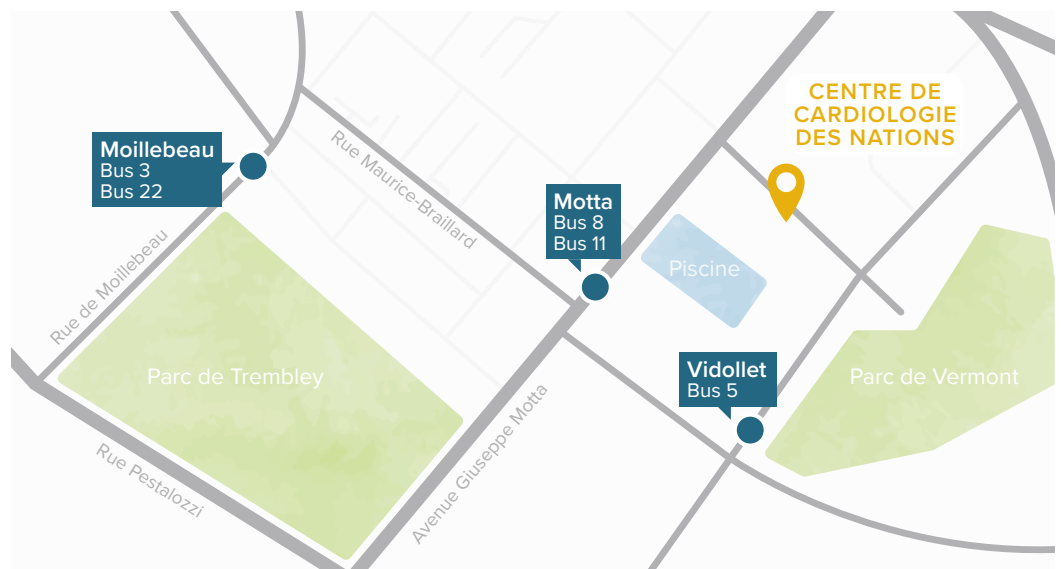 CENTRE DE
CARDIOLOGIE
DES NATIONS
Moillebeau
Bus 3
Bus 22
Rue Maurice-Braillard
Motta
Bus 8
Bus 11
Piscine
Rue de Moillebeau
Parc de Trembley
Vidollet
Bus 5
Parc de Vermont
Avenue Giuseppe Motta
Rue Pestalozzi